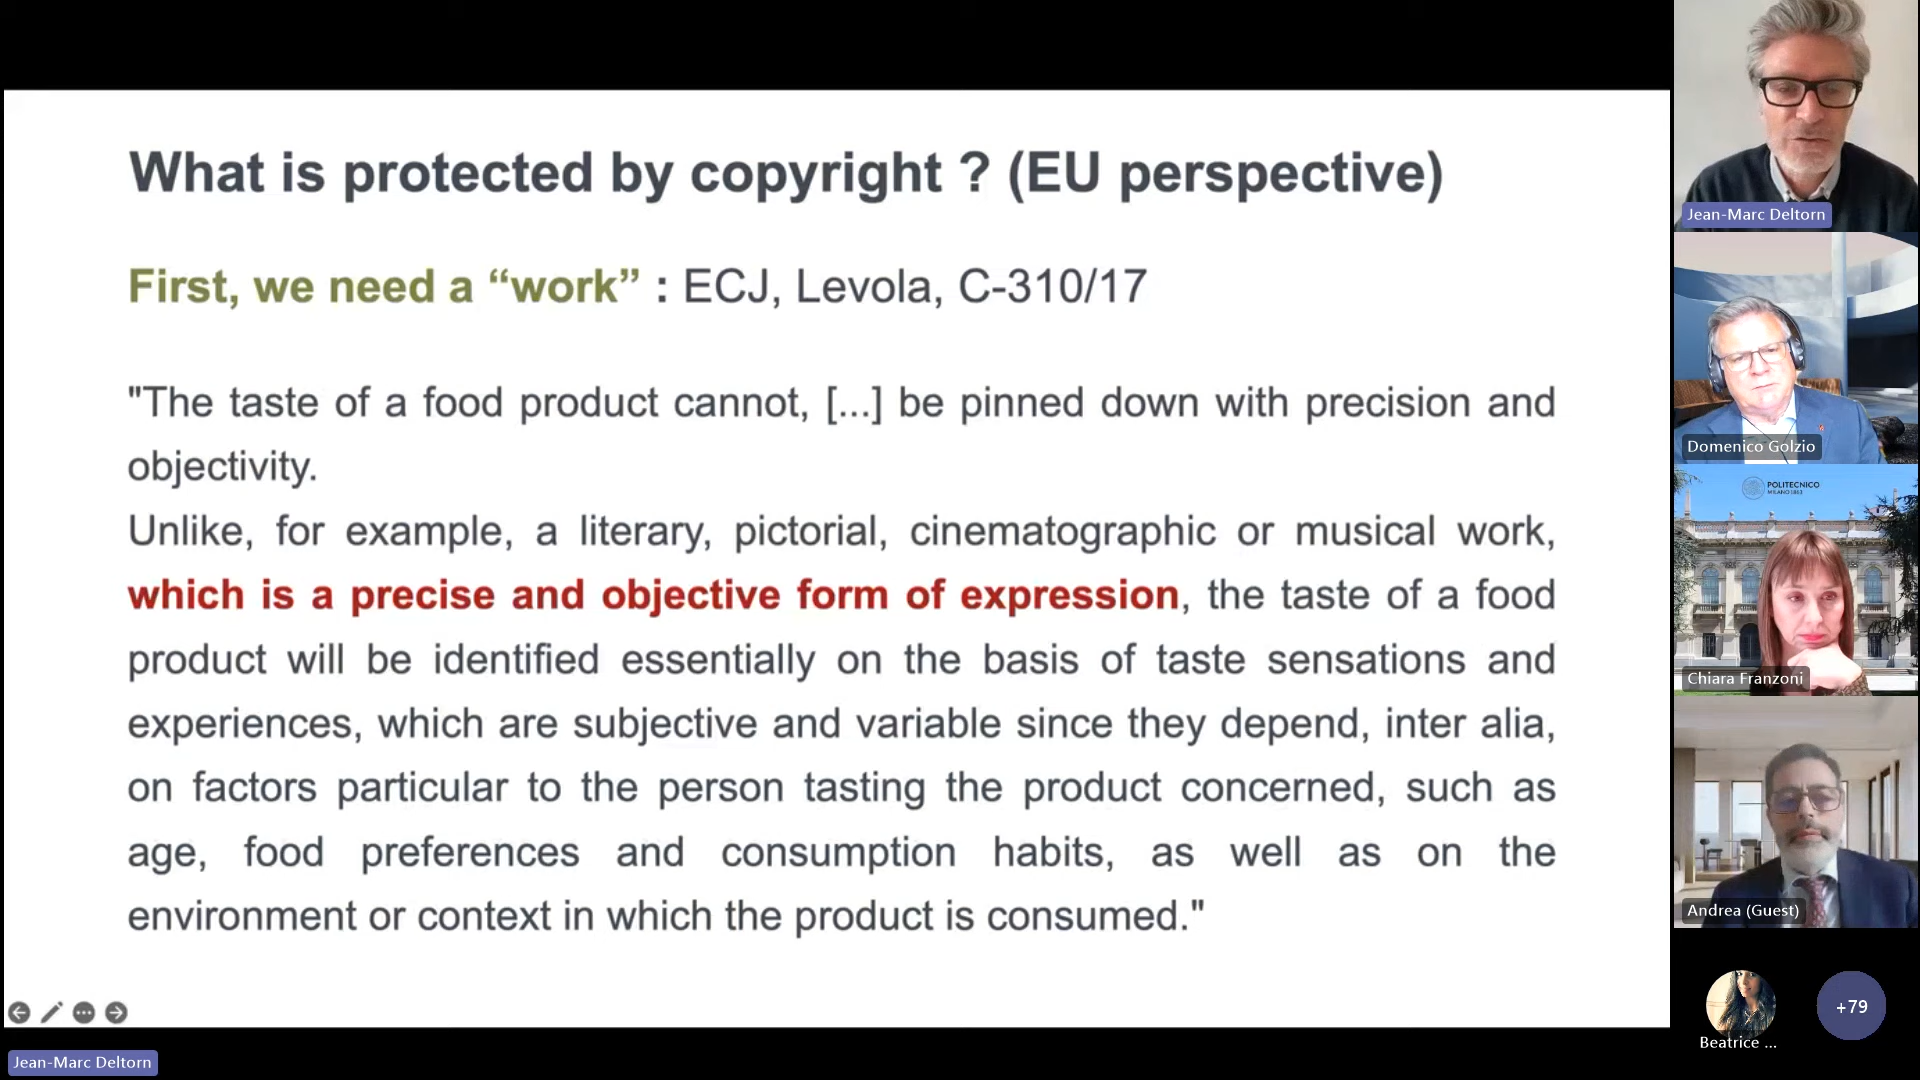 What is protected by copyright ? (EU perspective)
First, we need a “work” : ECJ, Levola, C-310/17
"The taste of a food product cannot, [...] be pinned down with precision and
objectivity.
Unlike, for example, a literary, pictorial, cinematographic or musical work,
which is a precise and objective form of expression, the taste of a food
product will be identified essentially on the basis of taste sensations and
experiences, which are subjective and variable since they depend, inter alia,
on factors particular to the person tasting the product concerned, such as
age, food preferences and consumption habits, as well as on the
environment or context in which the product is consumed."
Jean-Marc Deltorn
Jean-Marc Deltorn
Domenico Golzio
POLITECNICO
MILANO 1863
Chiara Franzoni
Andrea (Guest)
Beatrice ...
+79